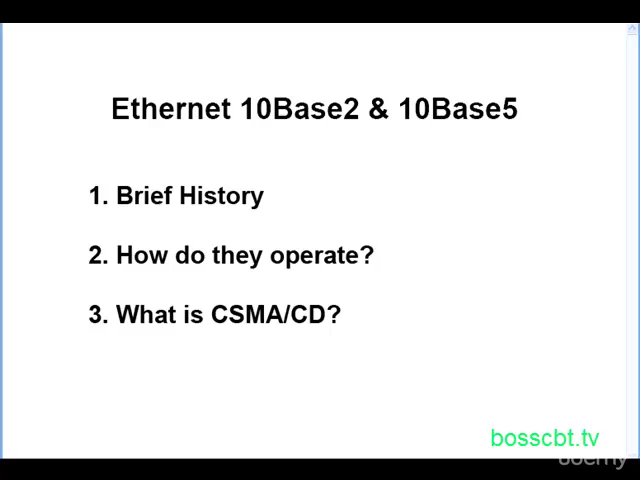 Ethernet 10Base2 & 10Base5
1. Brief History
2. How do they operate?
3. What is CSMA/CD?
bosscbt.tv